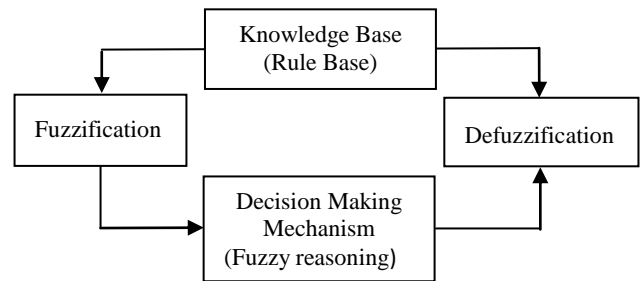 Knowledge Base
(Rule Base)
Fuzzification
Defuzzification
Decision Making
Mechanism
(Fuzzy reasoning)